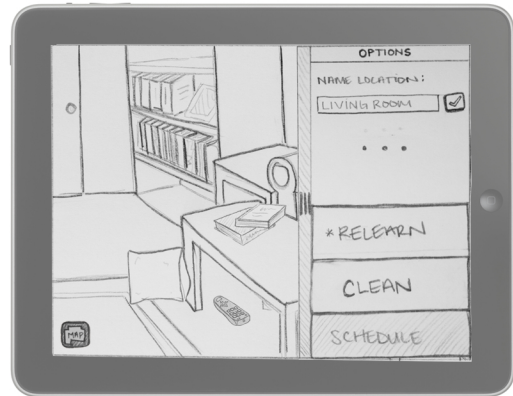 OPTIONS
NAME LOCATION:
LIVING ROOM
* RELEARN
CLEAN
SCHEDULE
MAP